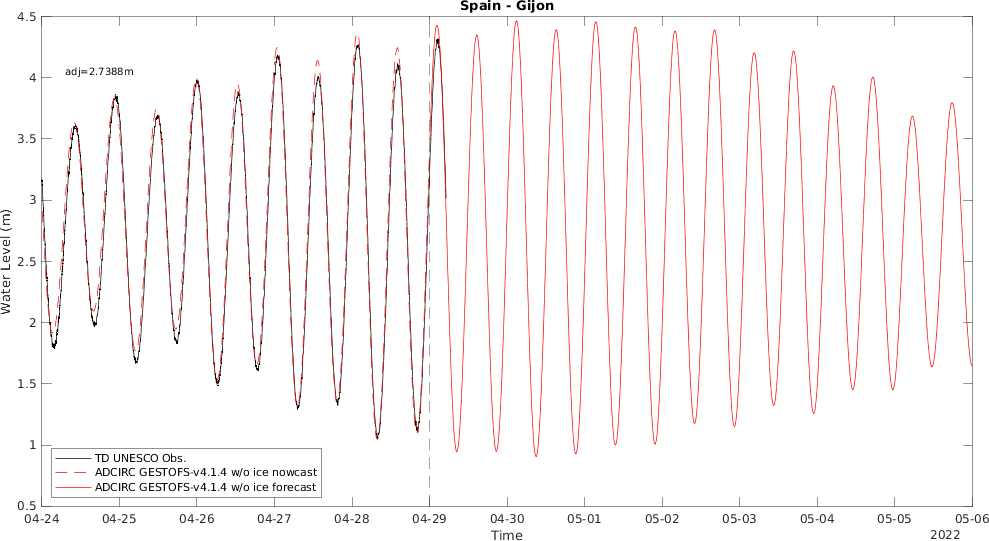 Spain - Gijon
4.5
4
3.5
3
2.5
2
1.5
1
0.5
Water Level (m)
adj=2.7388m
TD UNESCO Obs.
ADCIRC GESTOFS-v4.1.4 w/o ice nowcast
ADCIRC GESTOFS-v4.1.4 w/o ice forecast
04-24 04-25 04-26 04-27 04-28 04-29 04-30 05-01 05-02 05-03 05-04 05-05 05-06
Time
2022